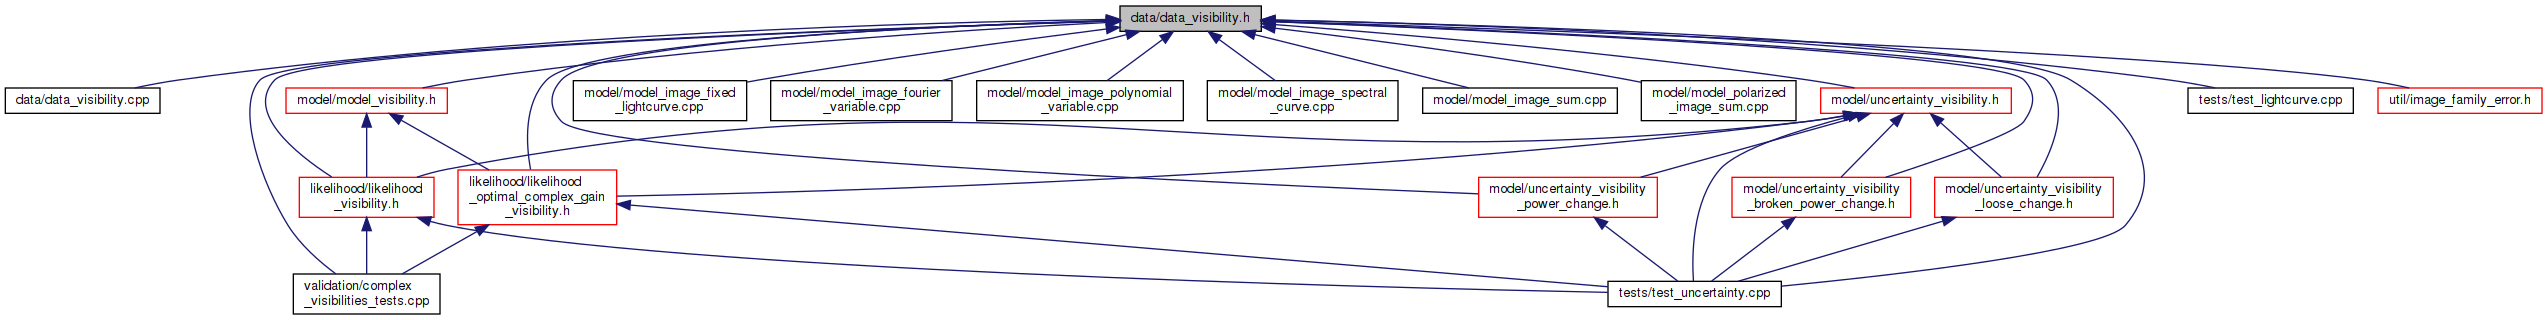 data/data_visibility.h
data/data_visibility.cpp
model/model_visibility.h
model/model_image_fixed
_lightcurve.cpp
model/model_image_fourier
_variable.cpp
model/model_image_polynomial
_variable.cpp
model/model_image_spectral
_curve.cpp
model/model_image_sum.cpp
model/model_polarized
_image_sum.cpp
model/uncertainty_visibility.h
tests/test_lightcurve.cpp
util/image_family_error.h
likelihood/likelihood
_visibility.h
likelihood/likelihood
_optimal_complex_gain
_visibility.h
model/uncertainty_visibility
_power_change.h
model/uncertainty_visibility
_broken_power_change.h
model/uncertainty_visibility
_loose_change.h
validation/complex
_visibilities_tests.cpp
tests/test_uncertainty.cpp